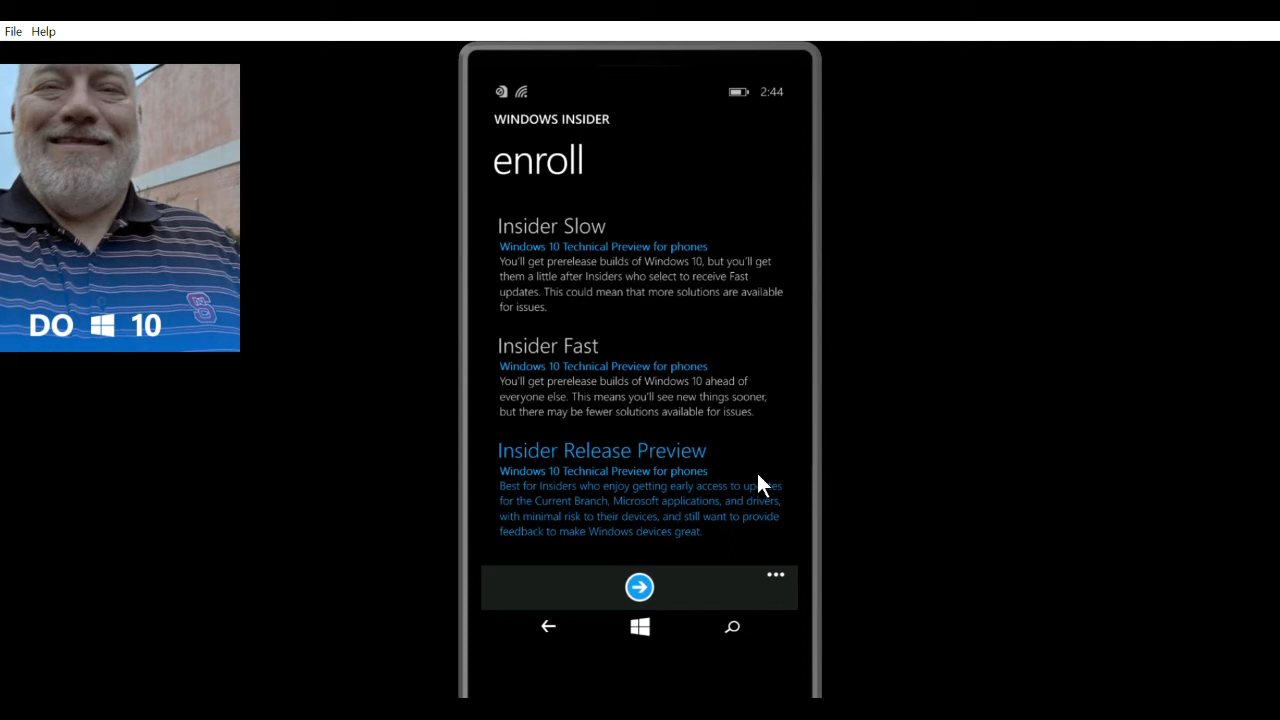 File Help
2:44
WINDOWS INSIDER
enroll
Insider Slow
Windows 10 Technical Preview for phones
You'll get prerelease builds of Windows 10, but you'll get
them a little after Insiders who select to receive Fast
updates. This could mean that more solutions are available
for issues.
Insider Fast
Windows 10 Technical Preview for phones
You'll get prerelease builds of Windows 10 ahead of
everyone else. This means you'll see new things sooner,
but there may be fewer solutions available for issues.
Insider Release Preview
Windows 10 Technical Preview for phones
Best for Insiders who enjoy getting early access to updates
for the Current Branch, Microsoft applications, and drivers,
with minimal risk to their devices, and still want to provide
feedback to make Windows devices great.
DO 10
S